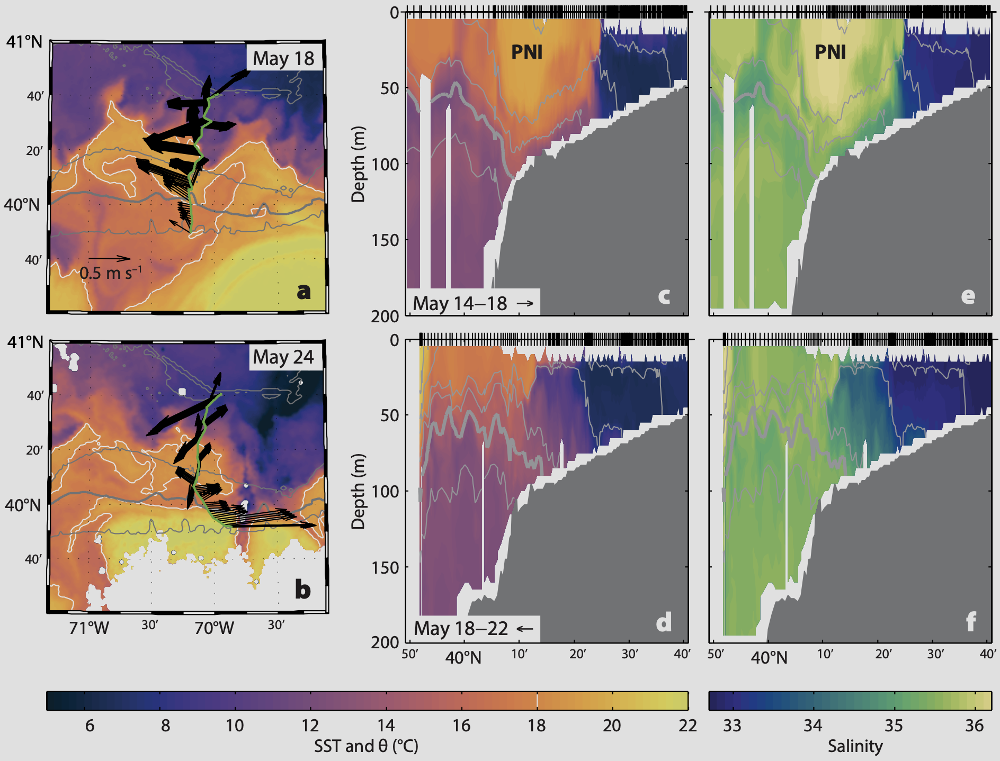 41°N
40′
20′
40°N
40′
May 18
0.5 m s⁻¹
a
41°N
40′
20′
40°N
40′
May 24
b
71°W
30′
70°W
30′
Depth (m)
0
50
100
150
200
PNI
May 14–18 →
c
PNI
e
Depth (m)
0
50
100
150
200
May 18–22 ←
d
50′
40°N
10′
20′
30′
40′
f
50′
40°N
10′
20′
30′
40′
6
8
10
12
14
16
18
20
22
SST and θ (°C)
33
34
35
36
Salinity